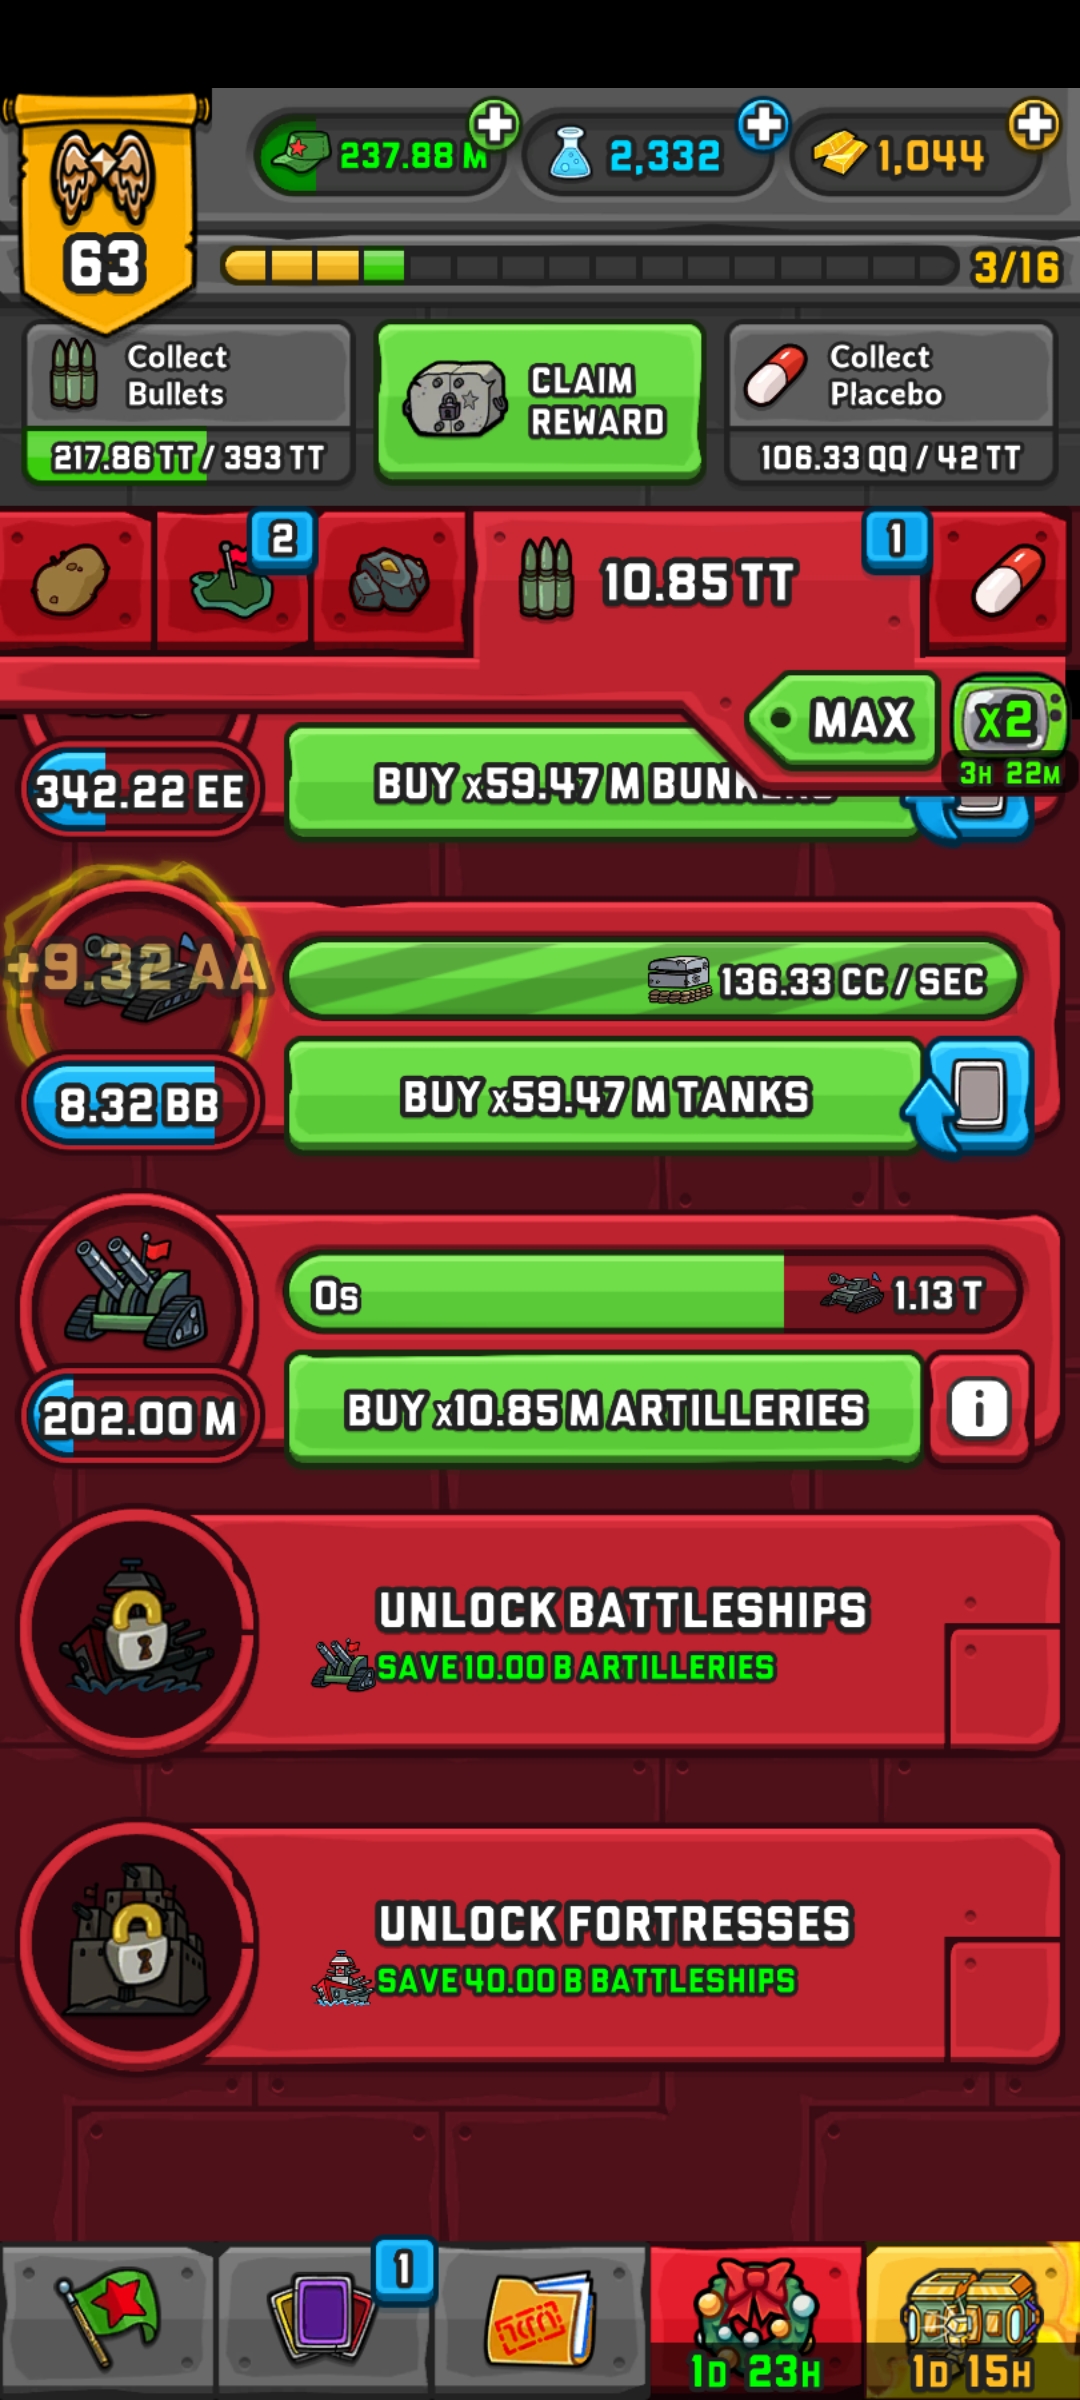 237.88 M
2,332
1,044
63
3/16
Collect
Bullets
217.86 TT / 393 TT
CLAIM
REWARD
Collect
Placebo
106.33 QQ / 42 TT
2
10.85 TT
1
MAX
x2
3H 22M
342.22 EE
BUY x59.47 M
+9.32 AA
136.33 CC / SEC
8.32 BB
BUY x59.47 M TANKS
0s
1.13 T
202.00 M
BUY x10.85 M ARTILLERIES
i
UNLOCK BATTLESHIPS
SAVE 10.00 B ARTILLERIES
UNLOCK FORTRESSES
SAVE 40.00 B BATTLESHIPS
1
1D 23H
1D 15H